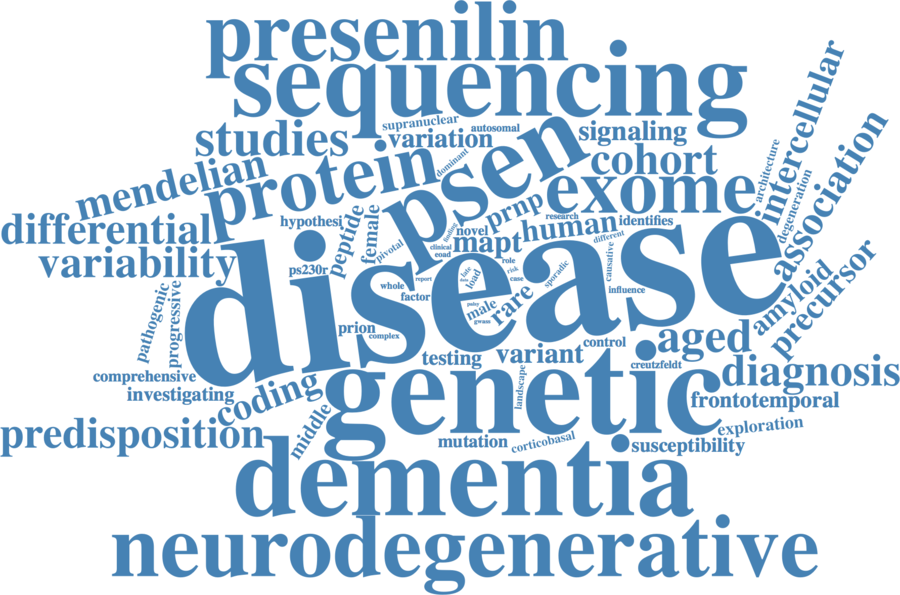 presenilin
sequencing
supranuclear
autosomal
studies
variation
signaling
intercellular
mendelian
protein
dominant
psen
cohort
architecture
association
exome
degeneration
differential
hypothesi
peptide
female
pivotal
prnp
research
human
identifies
novel
mapt
different
clinical
variability
ps230r
disease
role
risk
case
late
load
sporadic
causative
report
whole
factor
influence
amyloid
precursor
pathogenic
progressive
male
rare
gwas
prion
complex
control
aged
testing
variant
creutzfeldt
diagnosis
comprehensive
investigating
coding
genetic
landscape
frontotemporal
predisposition
middle
mutation
corticobasal
susceptibility
exploration
dementia
neurodegenerative